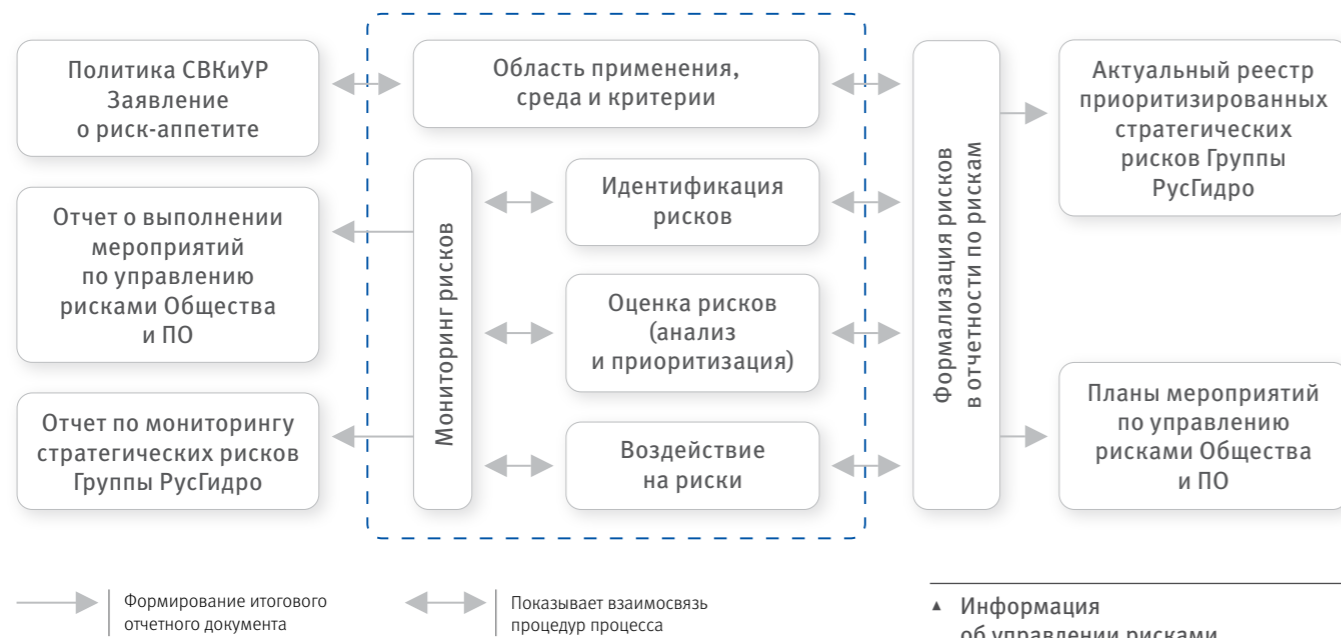 Политика СВКиУР
Заявление
о риск-аппетите
Отчет о выполнении
мероприятий
по управлению
рисками Общества
и ПО
Отчет по мониторингу
стратегических рисков
Группы РусГидро
Область применения,
среда и критерии
Мониторинг рисков
Идентификация
рисков
Оценка рисков
(анализ
и приоритизация)
Воздействие
на риски
Формализация рисков
в отчетности по рискам
Актуальный реестр
приоритизированных
стратегических
рисков Группы
РусГидро
Планы мероприятий
по управлению
рисками Общества
и ПО
Формирование итогового
отчетного документа
Показывает взаимосвязь
процедур процесса
▲ Информация
об управлении рисками